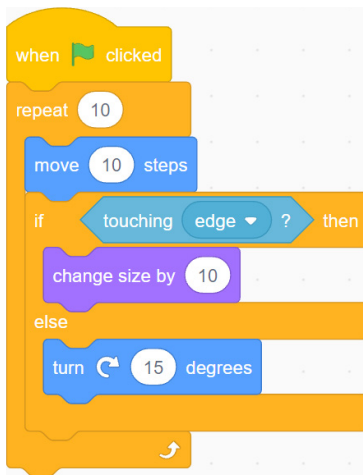 when clicked
repeat 10
move 10 steps
if touching edge ? then
change size by 10
else
turn 15 degrees